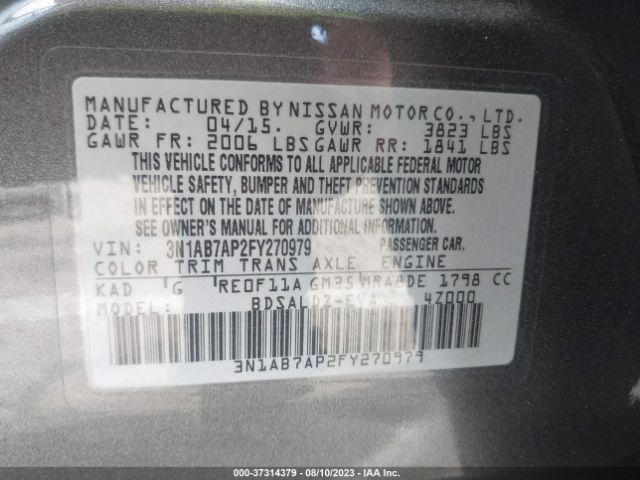 MANUFACTURED BY NISSAN MOTOR CO., LTD.
DATE: 04/15. GVWR: 3823 LBS
GAWR FR: 2006 LBS GAWR RR: 1841 LBS
THIS VEHICLE CONFORMS TO ALL APPLICABLE FEDERAL MOTOR
VEHICLE SAFETY, BUMPER AND THEFT PREVENTION STANDARDS
IN EFFECT ON THE DATE OF MANUFACTURE SHOWN ABOVE.
SEE OWNER'S MANUAL FOR ADDITIONAL INFORMATION.
VIN: 3N1AB7AP2FY270979 PASSENGER CAR.
COLOR TRIM TRANS AXLE ENGINE
KAD G RE0F11A GM35 MRA8DE 1798 CC
MODEL: BDSALDZ-EVA 4Z000
3N1AB7AP2FY270979
000-37314379 - 08/10/2023 - IAA Inc.